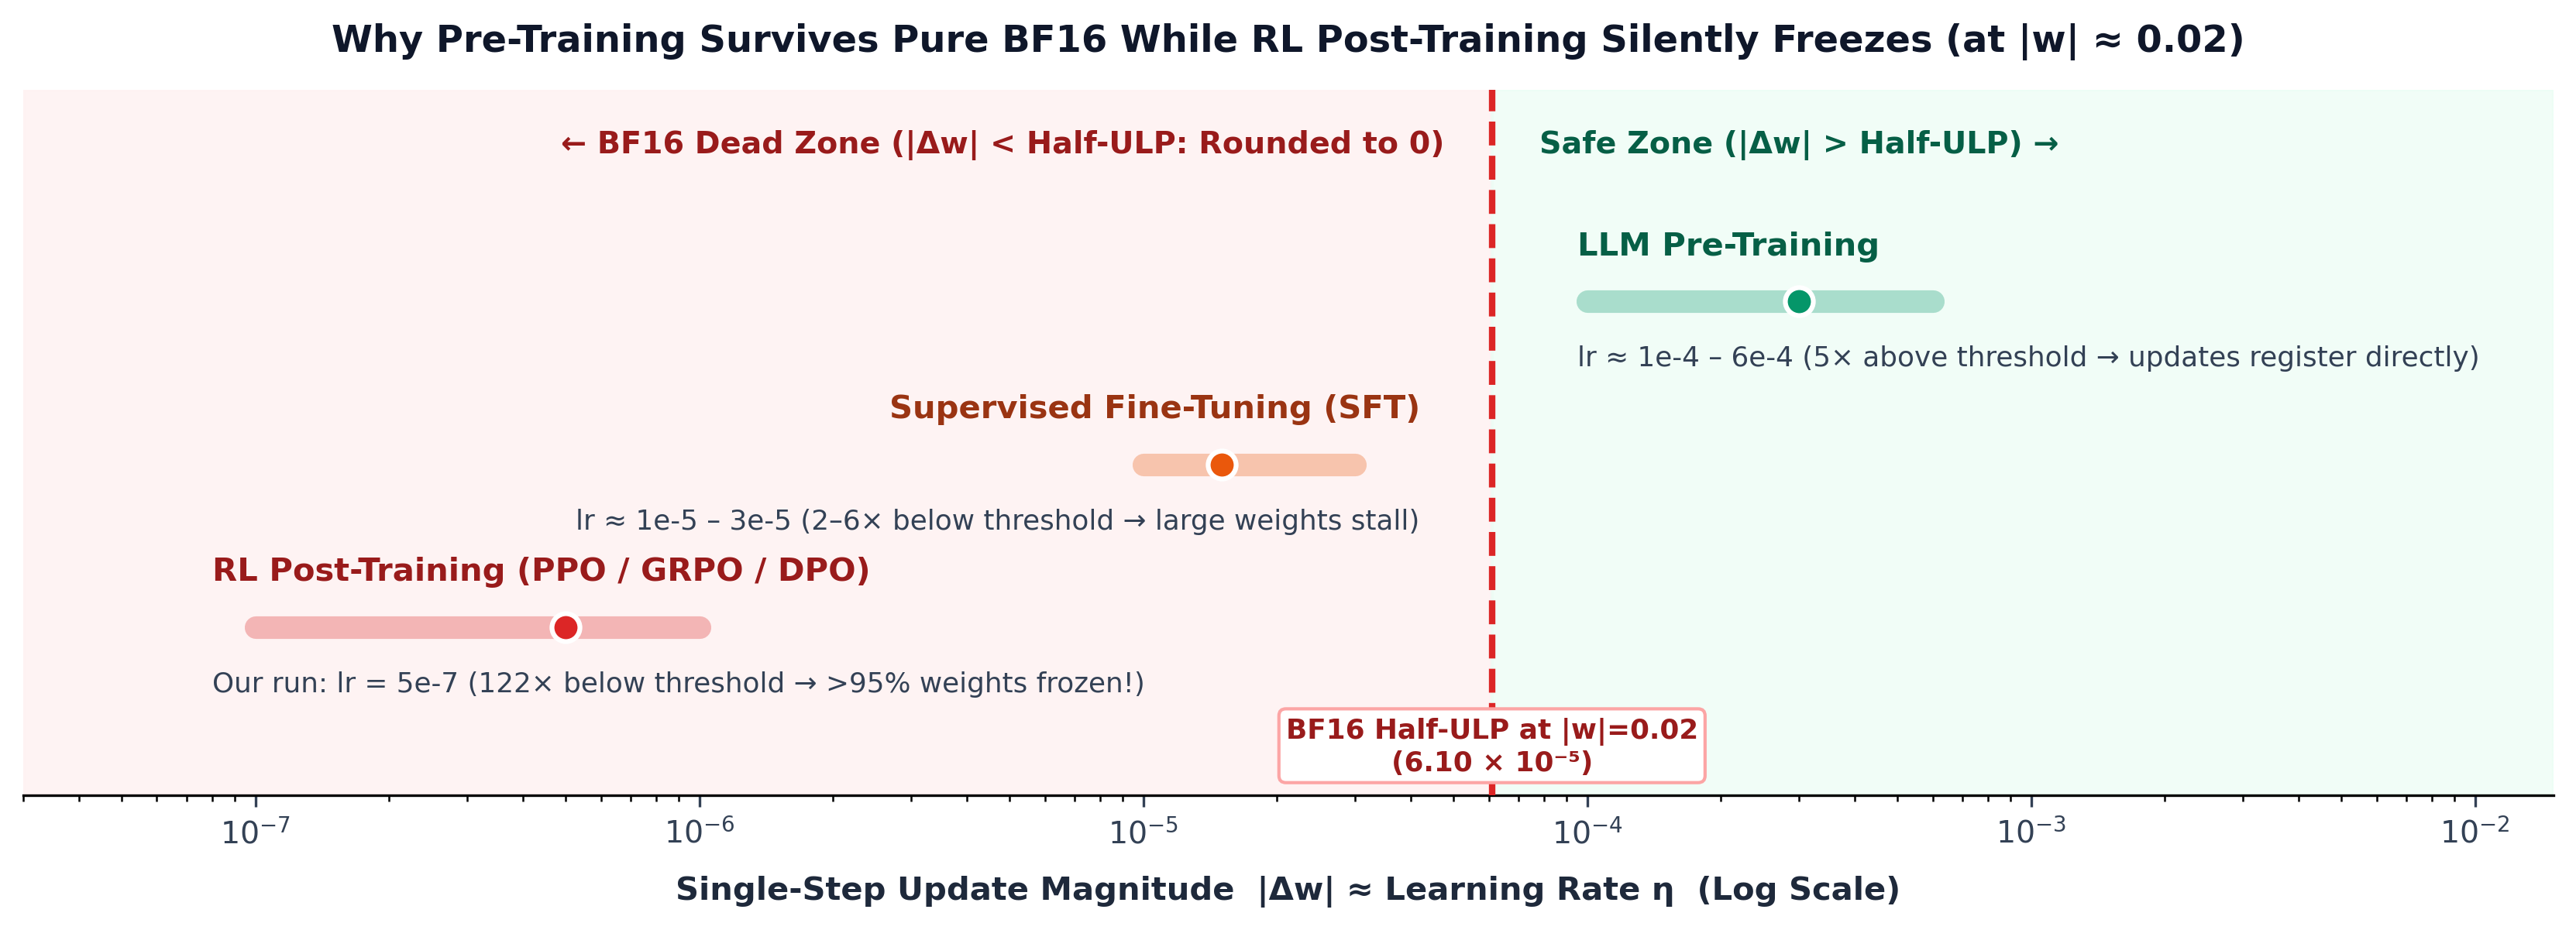 Why Pre-Training Survives Pure BF16 While RL Post-Training Silently Freezes (at |w| ≈ 0.02)
← BF16 Dead Zone (|Δw| < Half-ULP: Rounded to 0)
Safe Zone (|Δw| > Half-ULP) →
LLM Pre-Training
lr ≈ 1e-4 – 6e-4 (5× above threshold → updates register directly)
Supervised Fine-Tuning (SFT)
lr ≈ 1e-5 – 3e-5 (2–6× below threshold → large weights stall)
RL Post-Training (PPO / GRPO / DPO)
Our run: lr = 5e-7 (122× below threshold → >95% weights frozen!)
BF16 Half-ULP at |w|=0.02
(6.10 × 10⁻⁵)
10⁻⁷ 10⁻⁶ 10⁻⁵ 10⁻⁴ 10⁻³ 10⁻²
Single-Step Update Magnitude |Δw| ≈ Learning Rate η (Log Scale)